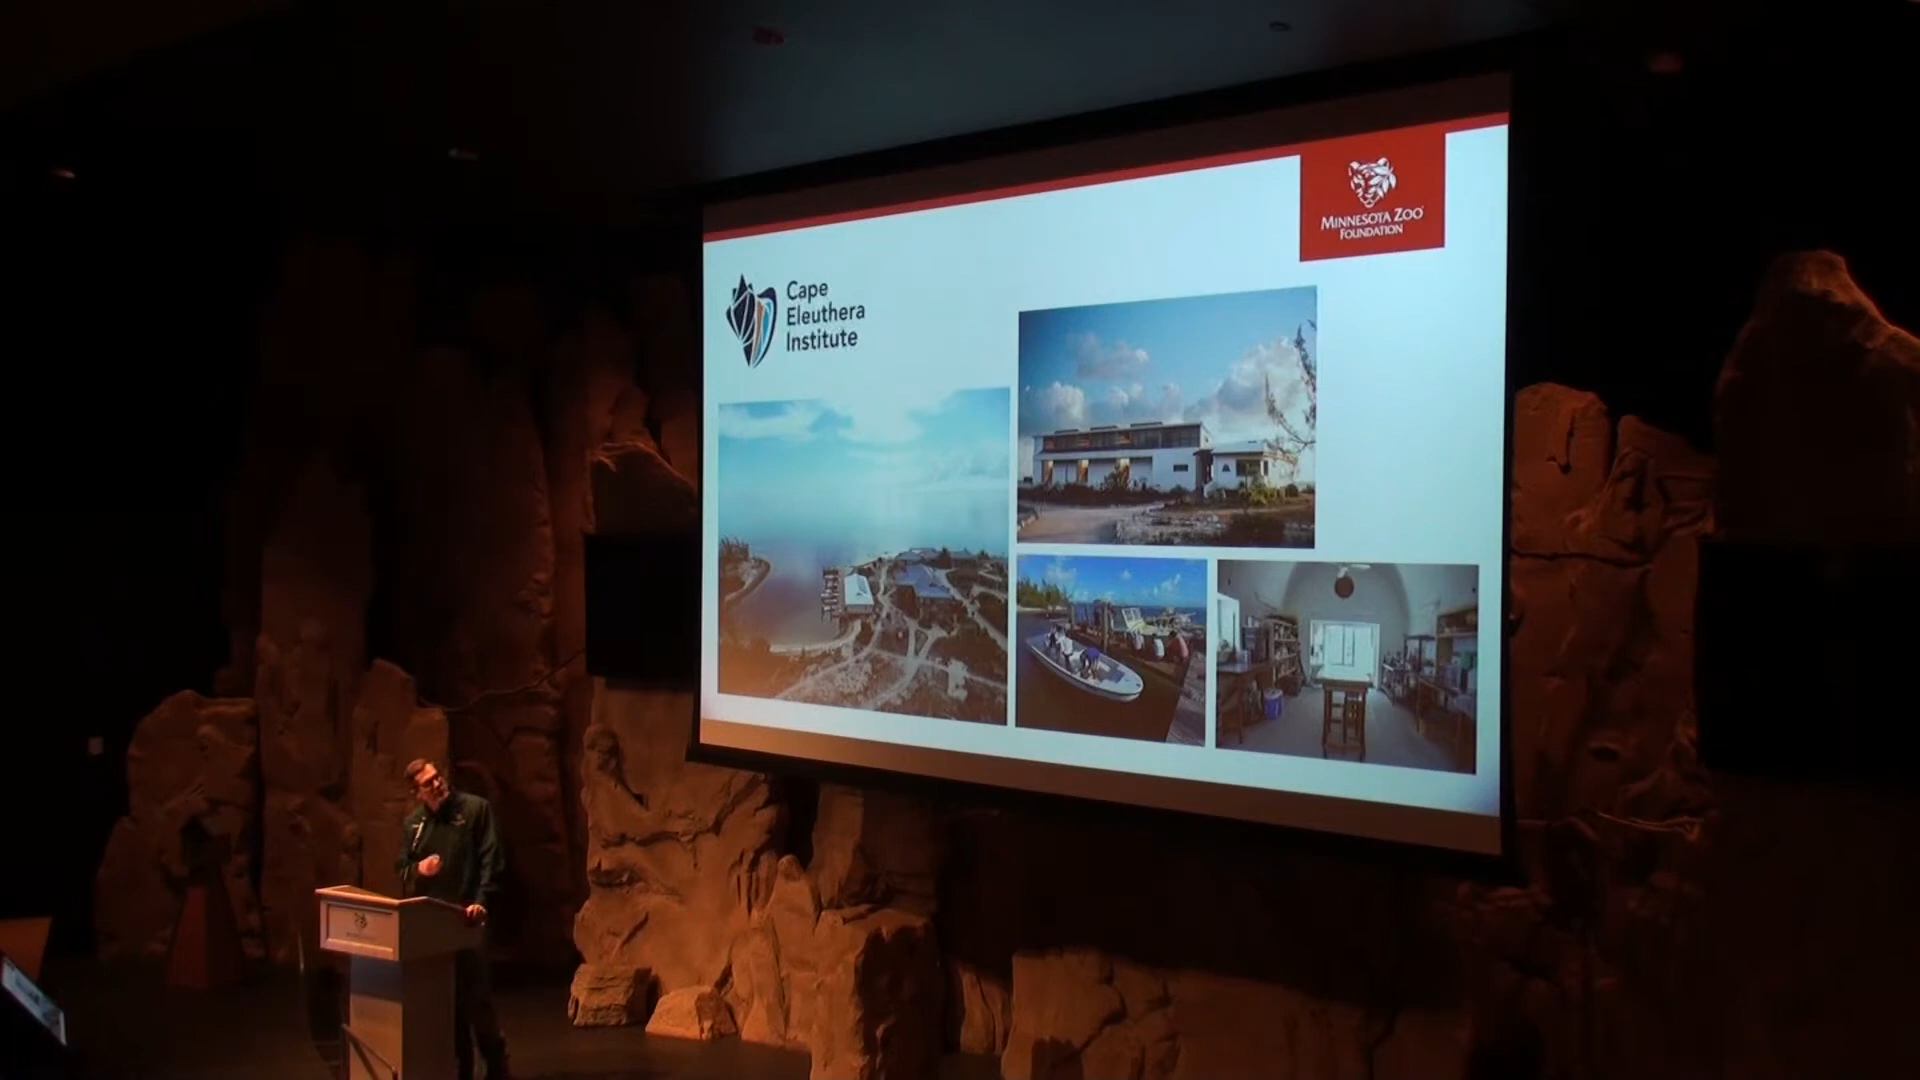 MINNESOTA ZOO
FOUNDATION
Cape
Eleuthera
Institute